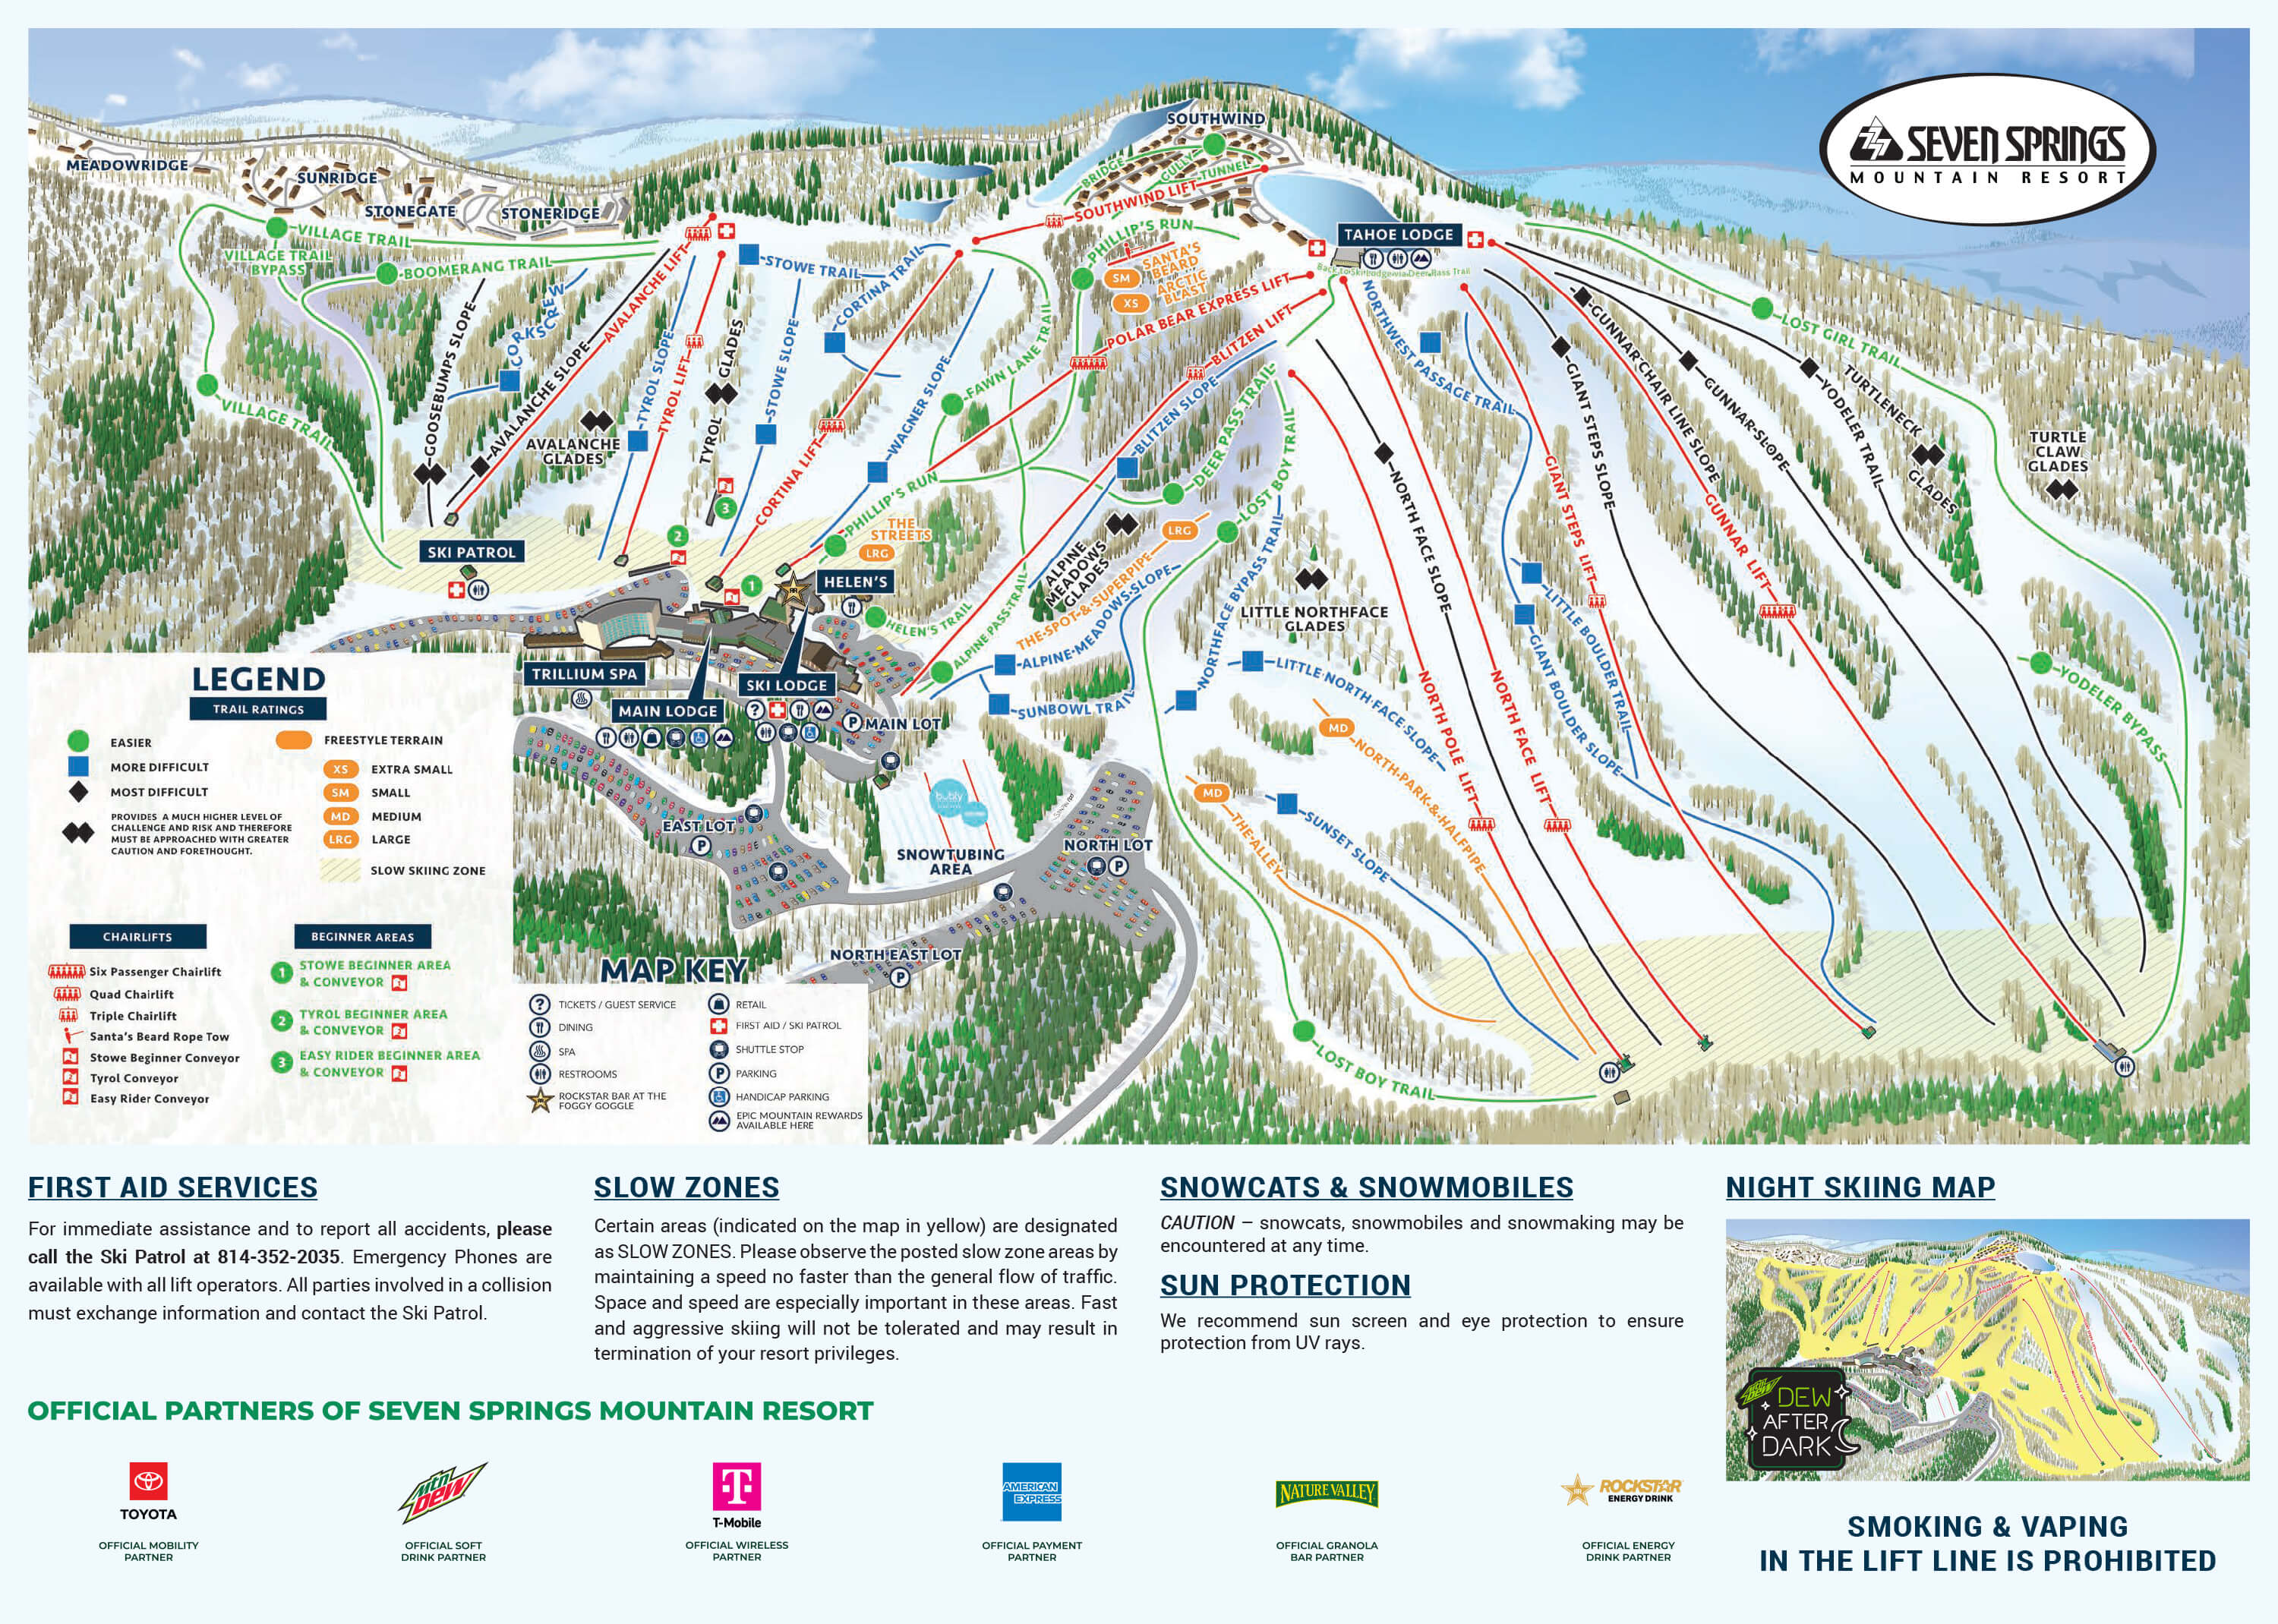 SEVEN SPRINGS
MOUNTAIN RESORT
MEADOWRIDGE
SUNRIDGE
STONEGATE
STONERIDGE
SOUTHWIND
BRIDGE
GULLY
TUNNEL
SOUTHWIND LIFT
PHILLIP'S RUN
SANTA'S
BEARD
SM
ARCTIC
BLAST
XS
TAHOE LODGE
Back to Ski Lodge via Deer Pass Trail
VILLAGE TRAIL
VILLAGE TRAIL
BYPASS
BOOMERANG TRAIL
VILLAGE TRAIL
GOOSEBUMPS SLOPE
CORKSCREW
AVALANCHE SLOPE
AVALANCHE LIFT
AVALANCHE
GLADES
TYROL SLOPE
TYROL LIFT
TYROL GLADES
STOWE TRAIL
STOWE SLOPE
CORTINA TRAIL
CORTINA LIFT
WAGNER SLOPE
FAWN LANE TRAIL
PHILLIP'S RUN
POLAR BEAR EXPRESS LIFT
BLITZEN LIFT
BLITZEN SLOPE
DEER PASS TRAIL
LOST BOY TRAIL
NORTHWEST PASSAGE TRAIL
NORTH FACE SLOPE
GIANT STEPS LIFT
GIANT STEPS SLOPE
GUNNAR CHAIR LINE SLOPE
GUNNAR LIFT
GUNNAR SLOPE
YODELER TRAIL
TURTLENECK
GLADES
LOST GIRL TRAIL
TURTLE
CLAW
GLADES
YODELER BYPASS
THE
STREETS
LRG
SKI PATROL
HELEN'S
HELEN'S TRAIL
ALPINE PASS TRAIL
ALPINE
MEADOWS
GLADES
LRG
THE SPOT & SUPERPIPE
ALPINE MEADOWS SLOPE
SUNBOWL TRAIL
NORTHFACE BYPASS TRAIL
LITTLE NORTHFACE
GLADES
LITTLE NORTH FACE SLOPE
MD
NORTH PARK & HALFPIPE
MD
THE ALLEY
SUNSET SLOPE
NORTH POLE LIFT
NORTH FACE LIFT
LITTLE BOULDER TRAIL
GIANT BOULDER SLOPE
LOST BOY TRAIL
1
2
3
TRILLIUM SPA
MAIN LODGE
SKI LODGE
MAIN LOT
EAST LOT
bubly
SNOWTUBING
AREA
NORTH LOT
NORTH EAST LOT
LEGEND
TRAIL RATINGS
EASIER
MORE DIFFICULT
MOST DIFFICULT
PROVIDES A MUCH HIGHER LEVEL OF
CHALLENGE AND RISK AND THEREFORE
MUST BE APPROACHED WITH GREATER
CAUTION AND FORETHOUGHT.
FREESTYLE TERRAIN
XS EXTRA SMALL
SM SMALL
MD MEDIUM
LRG LARGE
SLOW SKIING ZONE
CHAIRLIFTS
Six Passenger Chairlift
Quad Chairlift
Triple Chairlift
Santa's Beard Rope Tow
Stowe Beginner Conveyor
Tyrol Conveyor
Easy Rider Conveyor
BEGINNER AREAS
1 STOWE BEGINNER AREA
& CONVEYOR
2 TYROL BEGINNER AREA
& CONVEYOR
3 EASY RIDER BEGINNER AREA
& CONVEYOR
MAP KEY
? TICKETS / GUEST SERVICE
DINING
SPA
RESTROOMS
ROCKSTAR BAR AT THE
FOGGY GOGGLE
RETAIL
FIRST AID / SKI PATROL
SHUTTLE STOP
P PARKING
HANDICAP PARKING
EPIC MOUNTAIN REWARDS
AVAILABLE HERE
FIRST AID SERVICES
For immediate assistance and to report all accidents, please
call the Ski Patrol at 814-352-2035. Emergency Phones are
available with all lift operators. All parties involved in a collision
must exchange information and contact the Ski Patrol.
SLOW ZONES
Certain areas (indicated on the map in yellow) are designated
as SLOW ZONES. Please observe the posted slow zone areas by
maintaining a speed no faster than the general flow of traffic.
Space and speed are especially important in these areas. Fast
and aggressive skiing will not be tolerated and may result in
termination of your resort privileges.
SNOWCATS & SNOWMOBILES
CAUTION – snowcats, snowmobiles and snowmaking may be
encountered at any time.
SUN PROTECTION
We recommend sun screen and eye protection to ensure
protection from UV rays.
NIGHT SKIING MAP
mtn DEW
DEW
AFTER
DARK
OFFICIAL PARTNERS OF SEVEN SPRINGS MOUNTAIN RESORT
TOYOTA
OFFICIAL MOBILITY
PARTNER
mtn DEW
OFFICIAL SOFT
DRINK PARTNER
T
T-Mobile
OFFICIAL WIRELESS
PARTNER
AMERICAN
EXPRESS
OFFICIAL PAYMENT
PARTNER
NATURE VALLEY
OFFICIAL GRANOLA
BAR PARTNER
ROCKSTAR
ENERGY DRINK
OFFICIAL ENERGY
DRINK PARTNER
SMOKING & VAPING
IN THE LIFT LINE IS PROHIBITED